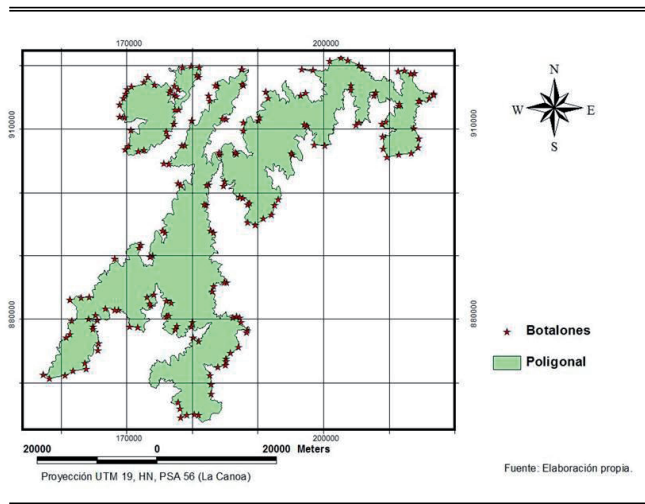 170000 200000
N
W E
S
910000 910000
880000 880000
Botalones
Poligonal
170000 200000
20000 0 20000 Meters
Proyección UTM 19, HN, PSA 56 (La Canoa)
Fuente: Elaboración propia.